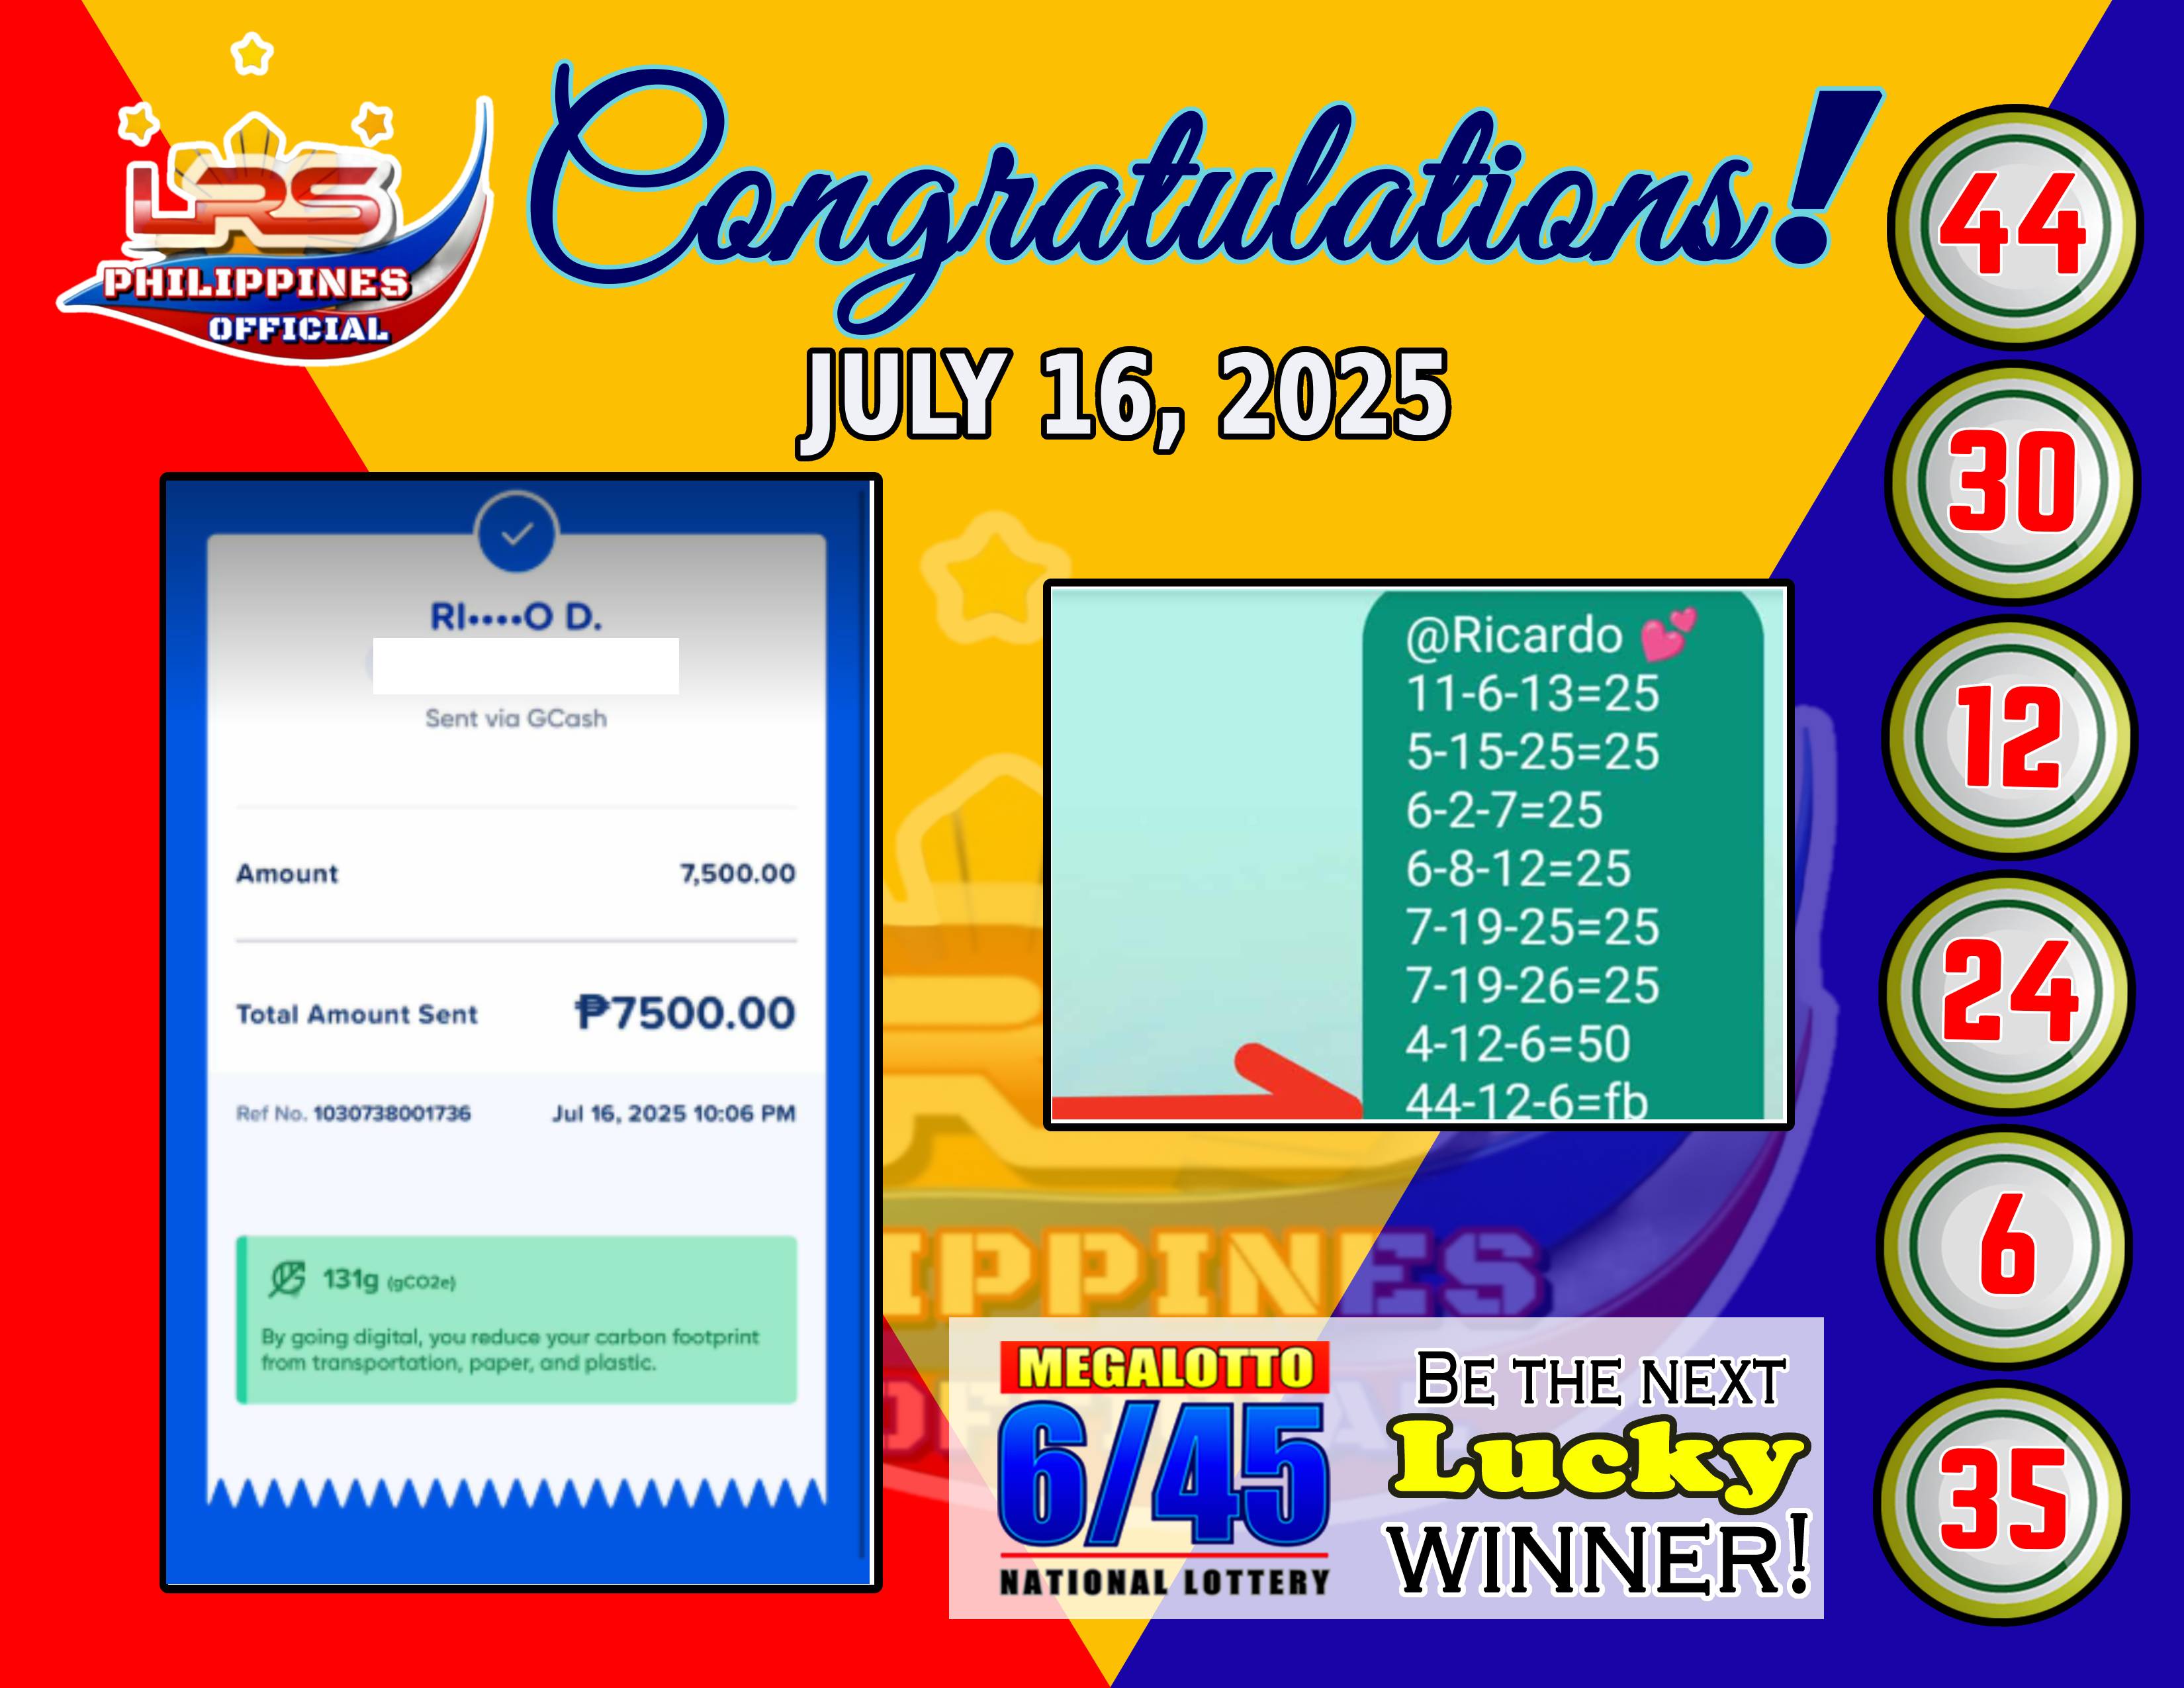 LRS
PHILIPPINES
OFFICIAL
Congratulations!
JULY 16, 2025
RI••••O D.
Sent via GCash
Amount 7,500.00
Total Amount Sent ₱7500.00
Ref No. 1030738001736 Jul 16, 2025 10:06 PM
131g (gCO2e)
By going digital, you reduce your carbon footprint
from transportation, paper, and plastic.
@Ricardo 💕
11-6-13=25
5-15-25=25
6-2-7=25
6-8-12=25
7-19-25=25
7-19-26=25
4-12-6=50
44-12-6=fb
IPPINES
MEGALOTTO
6/45
NATIONAL LOTTERY
BE THE NEXT
Lucky
WINNER!
44
30
12
24
6
35